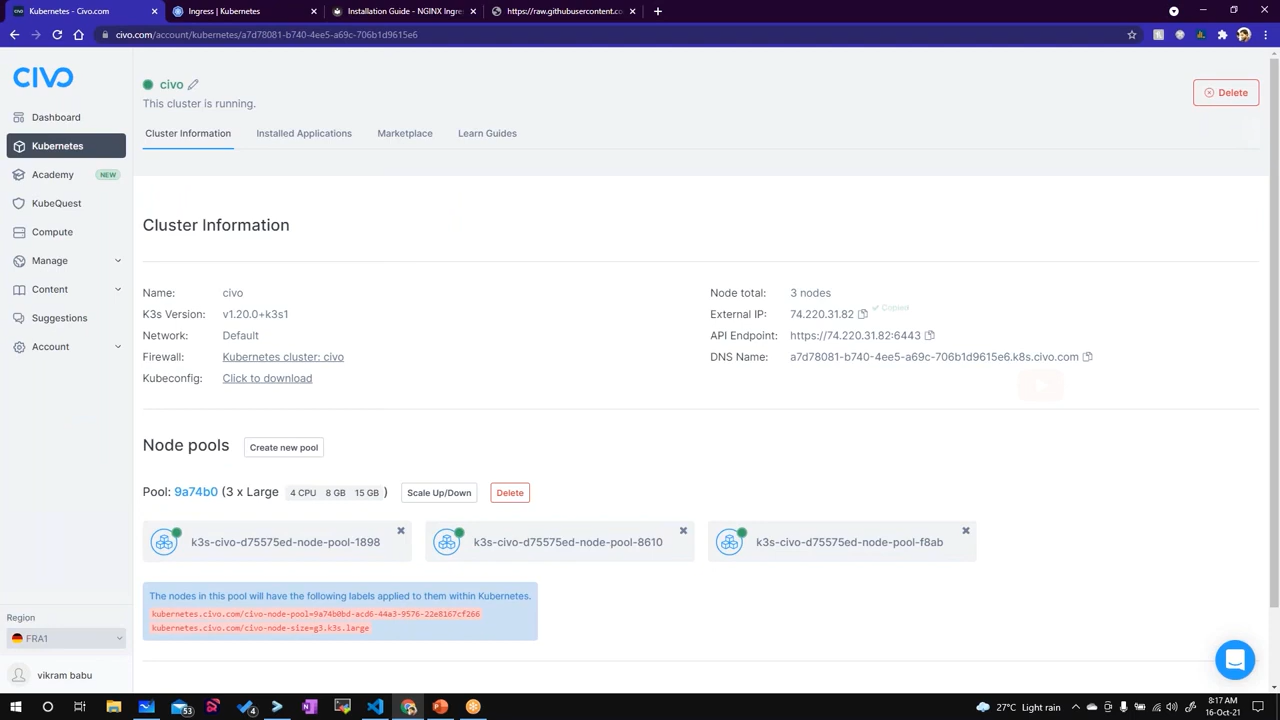 Kubernetes - Civo.com
Ingress | Kubernetes
Installation Guide - NGINX Ingre
https://raw.githubusercontent.co
civo.com/account/kubernetes/a7d78081-b740-4ee5-a69c-706b1d9615e6
CIVO
Dashboard
Kubernetes
Academy NEW
KubeQuest
Compute
Manage
Content
Suggestions
Account
Region
FRA1
vikram babu
civo
This cluster is running.
Delete
Cluster Information Installed Applications Marketplace Learn Guides
Cluster Information
Name: civo
K3s Version: v1.20.0+k3s1
Network: Default
Firewall: Kubernetes cluster: civo
Kubeconfig: Click to download
Node total: 3 nodes
External IP: 74.220.31.82 Copied
API Endpoint: https://74.220.31.82:6443
DNS Name: a7d78081-b740-4ee5-a69c-706b1d9615e6.k8s.civo.com
Node pools Create new pool
Pool: 9a74b0 (3 x Large 4 CPU 8 GB 15 GB ) Scale Up/Down Delete
k3s-civo-d75575ed-node-pool-1898
k3s-civo-d75575ed-node-pool-8610
k3s-civo-d75575ed-node-pool-f8ab
The nodes in this pool will have the following labels applied to them within Kubernetes.
kubernetes.civo.com/civo-node-pool=9a74b0bd-acd6-44a3-9576-22e8167cf266
kubernetes.civo.com/civo-node-size=g3.k3s.large
53
4
27°C Light rain
8:17 AM
16-Oct-21